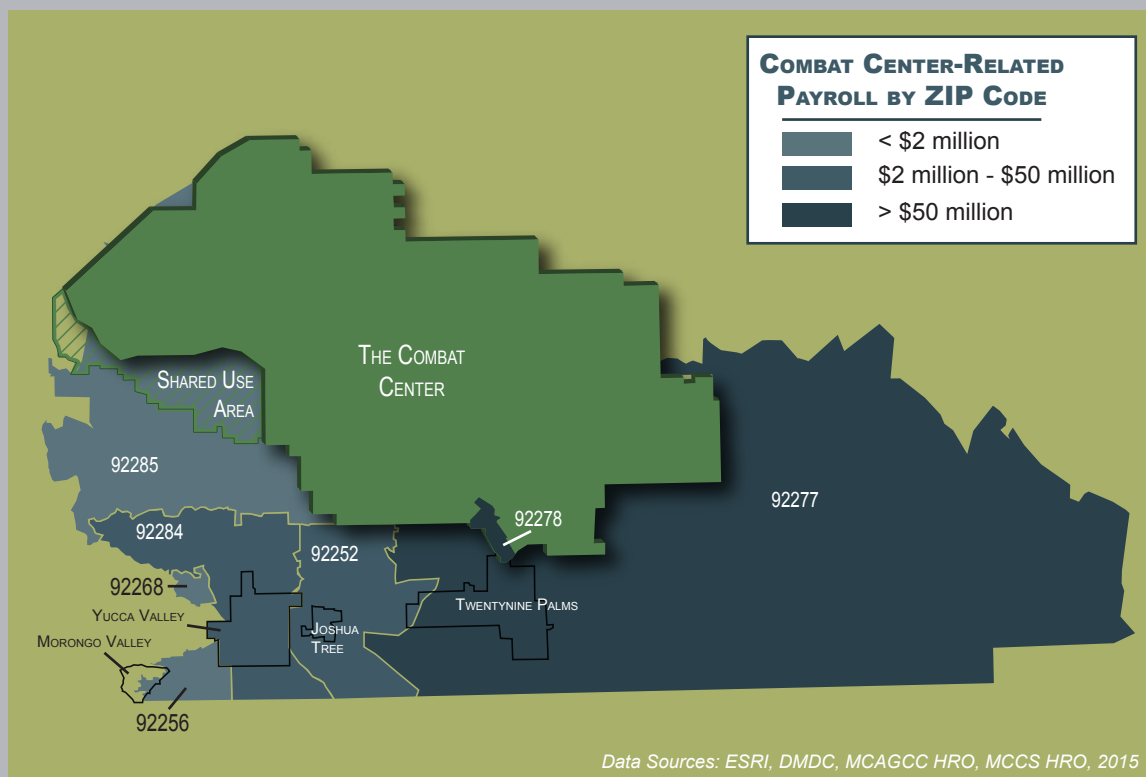 Combat Center-Related
Payroll by ZIP Code
< $2 million
$2 million - $50 million
> $50 million
The Combat
Center
Shared Use
Area
92285
92277
92278
92284
92252
92268
Yucca Valley
Twentynine Palms
Joshua
Tree
Morongo Valley
92256
Data Sources: ESRI, DMDC, MCAGCC HRO, MCCS HRO, 2015